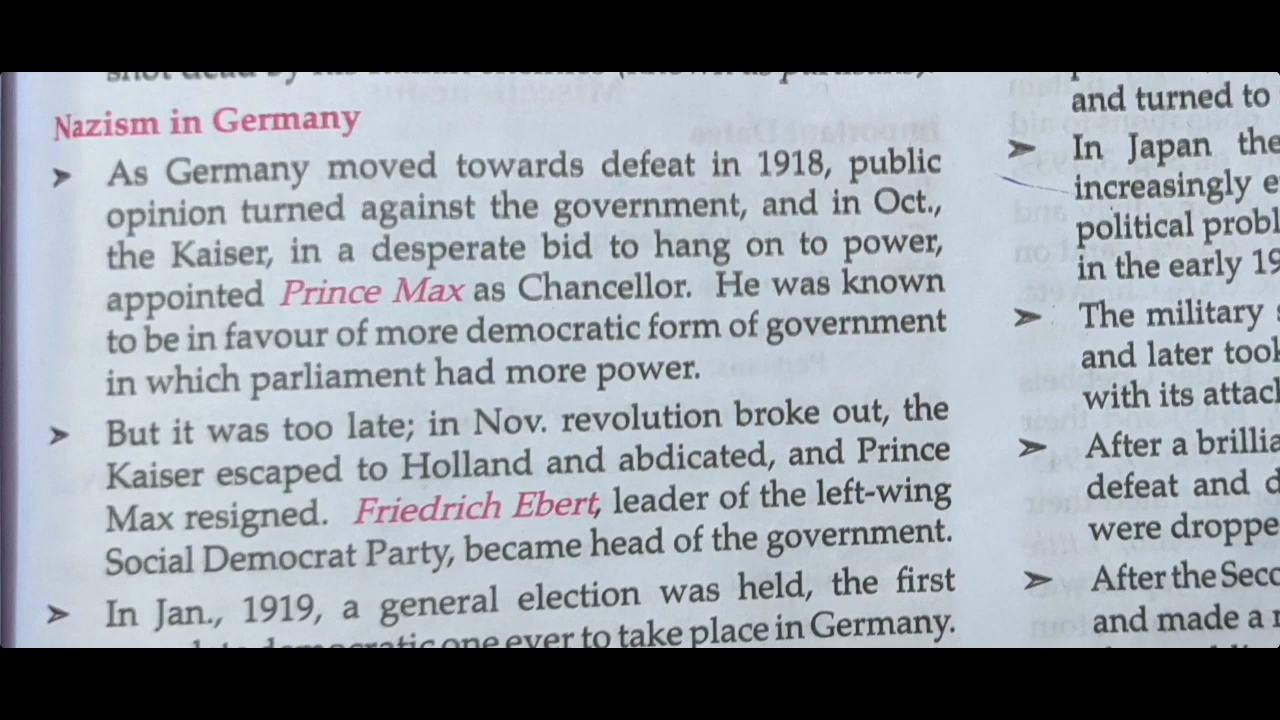 Nazism in Germany
➤ As Germany moved towards defeat in 1918, public
opinion turned against the government, and in Oct.,
the Kaiser, in a desperate bid to hang on to power,
appointed Prince Max as Chancellor. He was known
to be in favour of more democratic form of government
in which parliament had more power.
➤ But it was too late; in Nov. revolution broke out, the
Kaiser escaped to Holland and abdicated, and Prince
Max resigned. Friedrich Ebert, leader of the left-wing
Social Democrat Party, became head of the government.
➤ In Jan., 1919, a general election was held, the first
democratic one ever to take place in Germany.
and turned to
➤ In Japan the
increasingly e
political probl
in the early 19
➤ The military
and later took
with its attack
➤ After a brillia
defeat and d
were droppe
➤ After the Seco
and made a